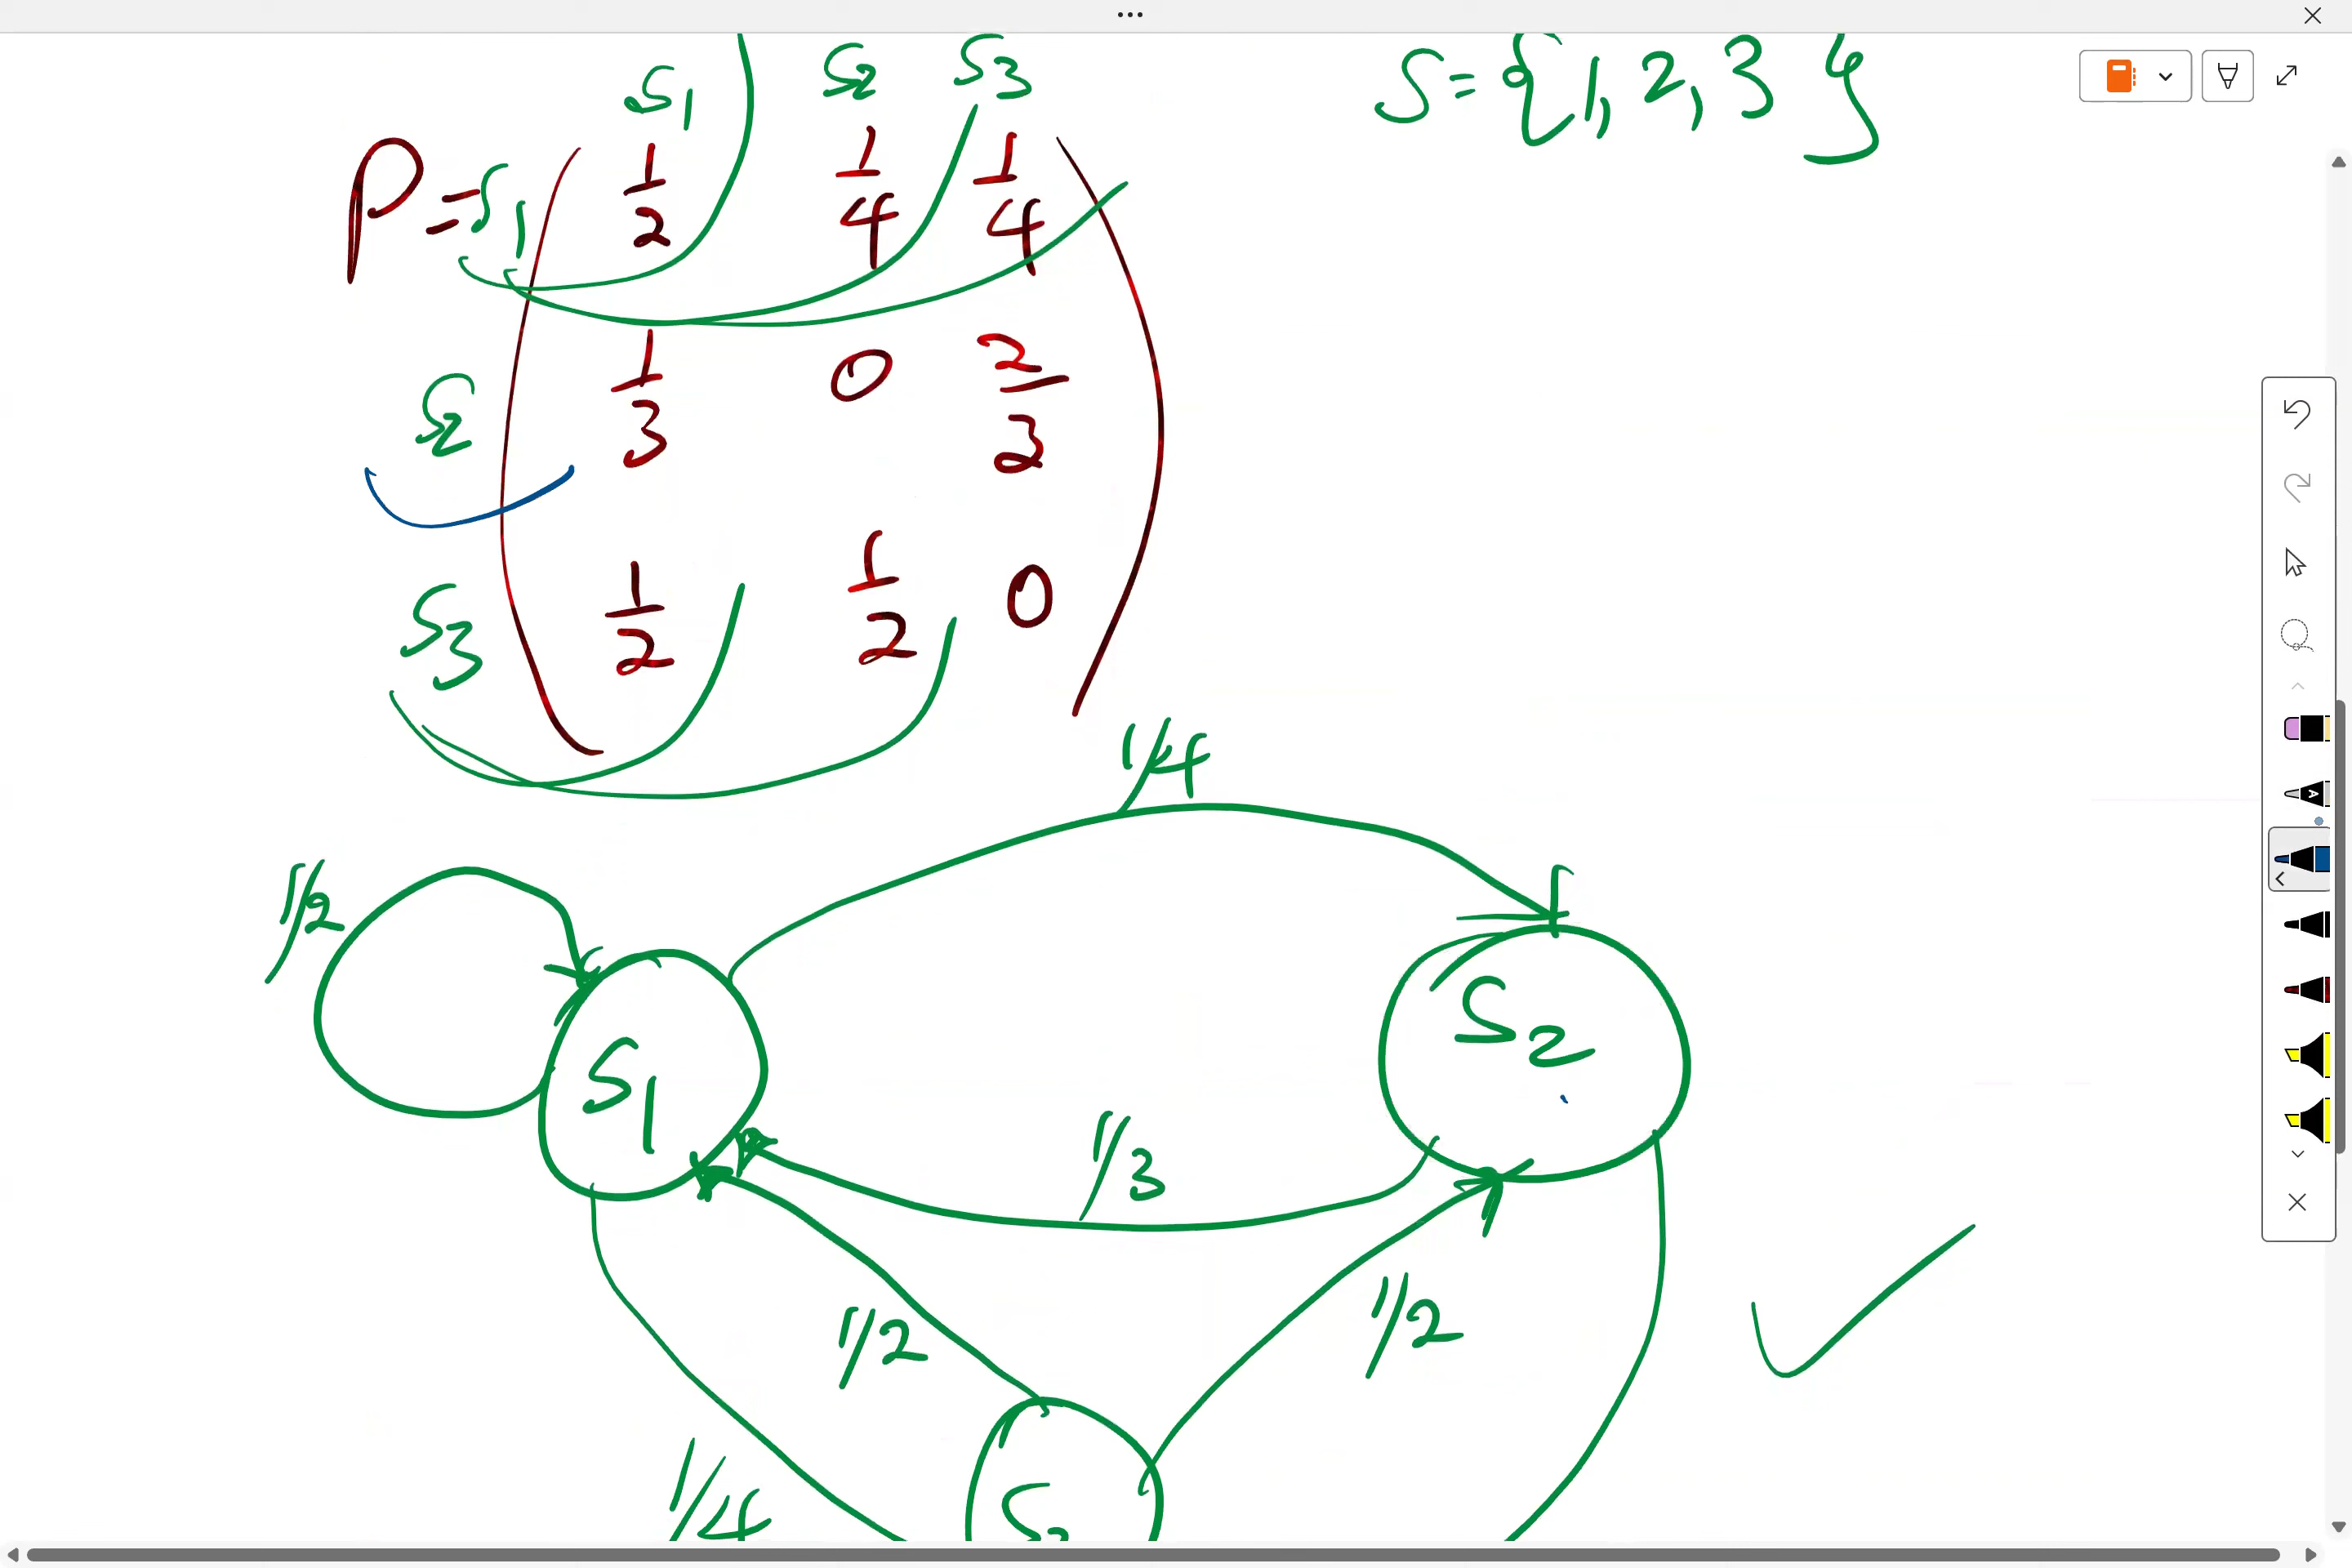 S₁ S₂ S₃ S = {1, 2, 3}
P = S₁ 1/2 1/4 1/4
S₂ 1/3 0 2/3
S₃ 1/2 1/2 0
1/4
1/2
S₁ S₂
1/3
1/2 1/2
1/4